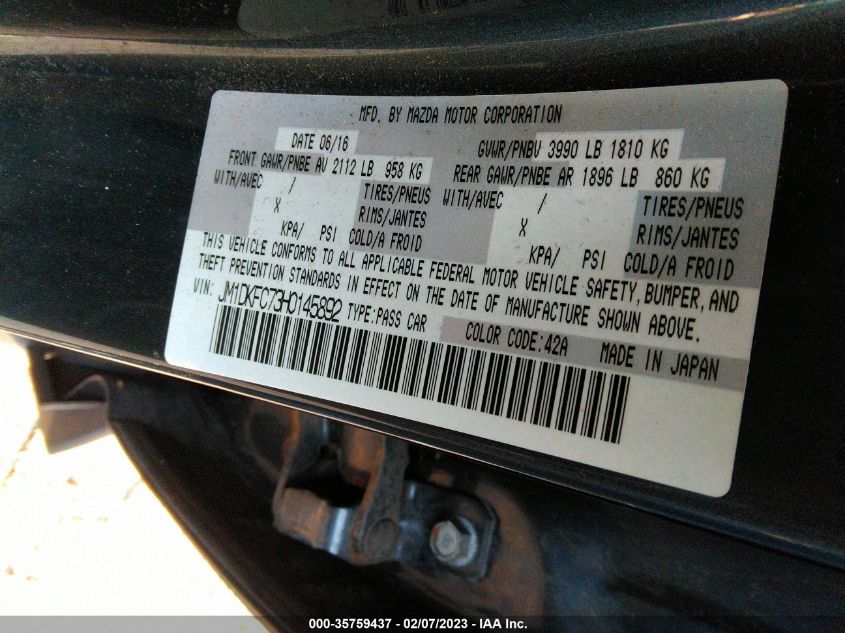 MFD. BY MAZDA MOTOR CORPORATION
DATE 06/16 GVWR/PNBV 3990 LB 1810 KG
FRONT GAWR/PNBE AV 2112 LB 958 KG REAR GAWR/PNBE AR 1896 LB 860 KG
WITH/AVEC / TIRES/PNEUS WITH/AVEC / TIRES/PNEUS
X RIMS/JANTES X RIMS/JANTES
KPA/ PSI COLD/A FROID KPA/ PSI COLD/A FROID
THIS VEHICLE CONFORMS TO ALL APPLICABLE FEDERAL MOTOR VEHICLE SAFETY, BUMPER, AND
THEFT PREVENTION STANDARDS IN EFFECT ON THE DATE OF MANUFACTURE SHOWN ABOVE.
VIN: JM1DKFC73H0145892 TYPE:PASS CAR COLOR CODE:42A MADE IN JAPAN
000-35759437 - 02/07/2023 - IAA Inc.